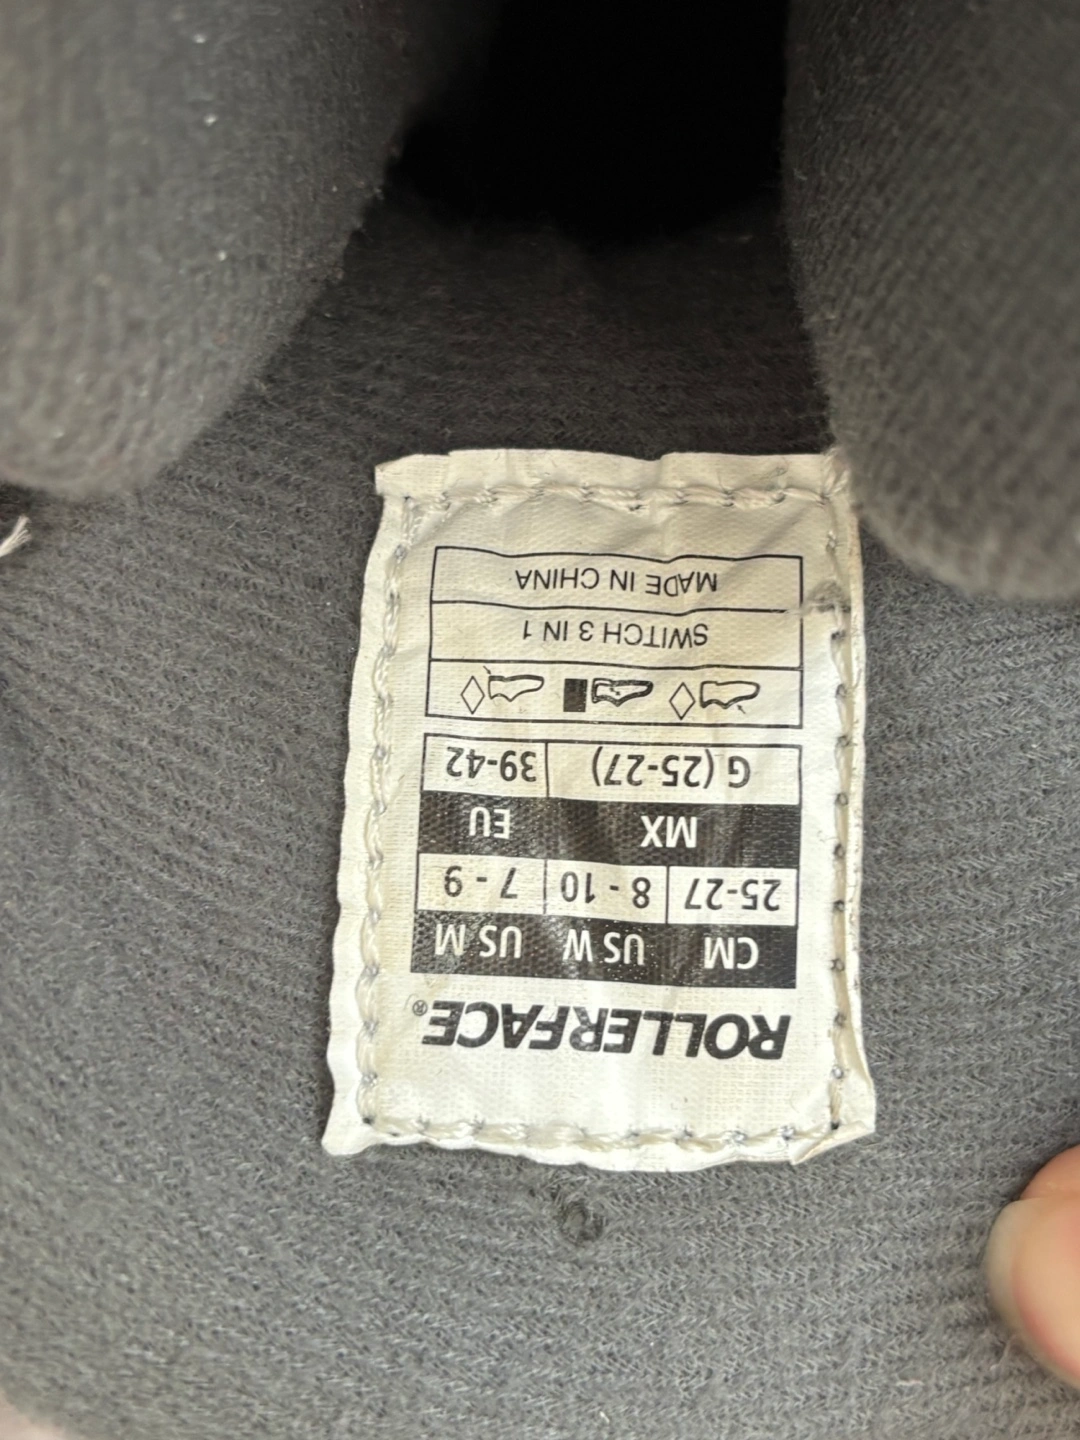 ROLLERFACE®
CM US W US M
25-27 8 - 10 7 - 9
MX EU
G (25-27) 39-42
SWITCH 3 IN 1
MADE IN CHINA